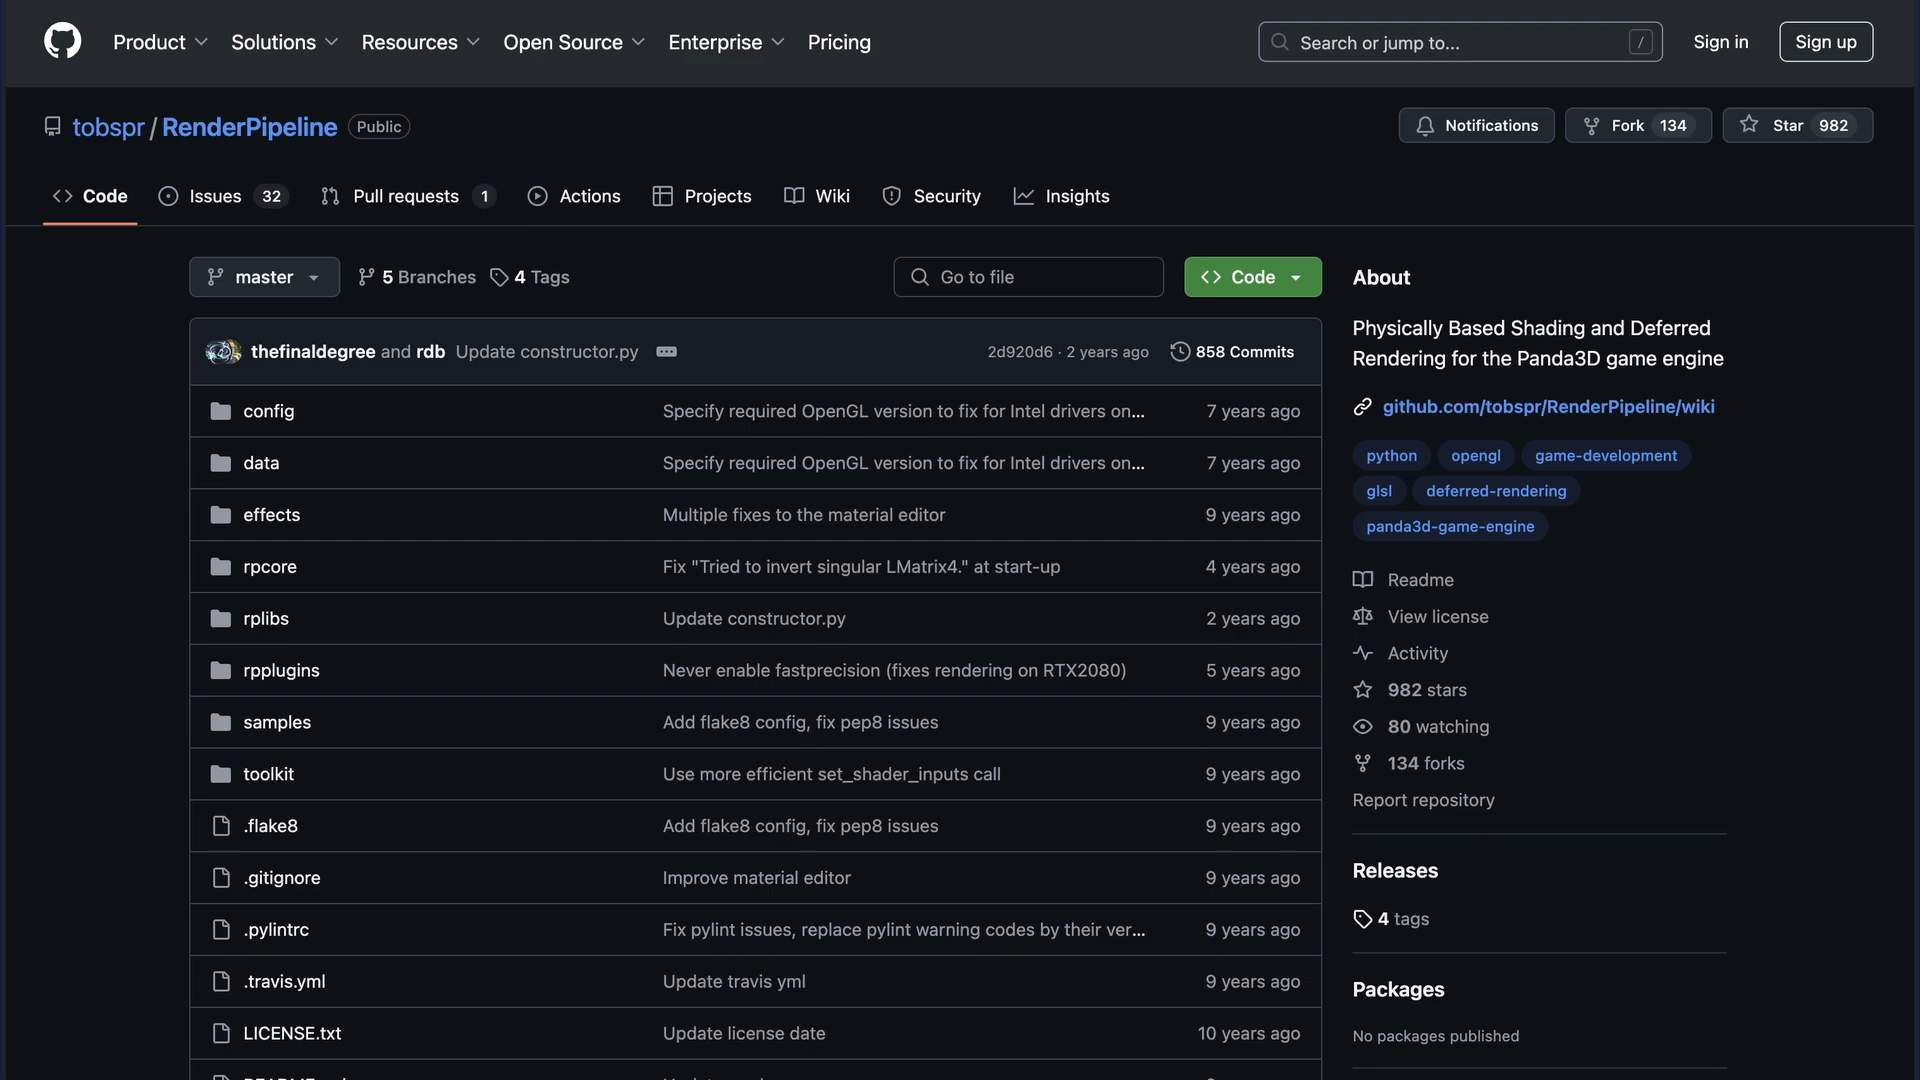 Product Solutions Resources Open Source Enterprise Pricing Search or jump to... / Sign in Sign up
tobspr / RenderPipeline Public Notifications Fork 134 Star 982
Code Issues 32 Pull requests 1 Actions Projects Wiki Security Insights
master 5 Branches 4 Tags Go to file Code
thefinaldegree and rdb Update constructor.py 2d920d6 · 2 years ago 858 Commits
config Specify required OpenGL version to fix for Intel drivers on... 7 years ago
data Specify required OpenGL version to fix for Intel drivers on... 7 years ago
effects Multiple fixes to the material editor 9 years ago
rpcore Fix "Tried to invert singular LMatrix4." at start-up 4 years ago
rplibs Update constructor.py 2 years ago
rpplugins Never enable fastprecision (fixes rendering on RTX2080) 5 years ago
samples Add flake8 config, fix pep8 issues 9 years ago
toolkit Use more efficient set_shader_inputs call 9 years ago
.flake8 Add flake8 config, fix pep8 issues 9 years ago
.gitignore Improve material editor 9 years ago
.pylintrc Fix pylint issues, replace pylint warning codes by their ver... 9 years ago
.travis.yml Update travis yml 9 years ago
LICENSE.txt Update license date 10 years ago
About
Physically Based Shading and Deferred
Rendering for the Panda3D game engine
github.com/tobspr/RenderPipeline/wiki
python opengl game-development
glsl deferred-rendering
panda3d-game-engine
Readme
View license
Activity
982 stars
80 watching
134 forks
Report repository
Releases
4 tags
Packages
No packages published